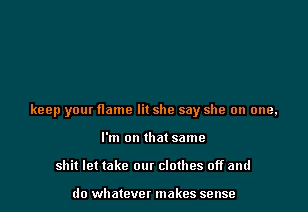 keep your flame lit she say she on one,
I'm on that same
shit let take our clothes off and
do whatever makes sense